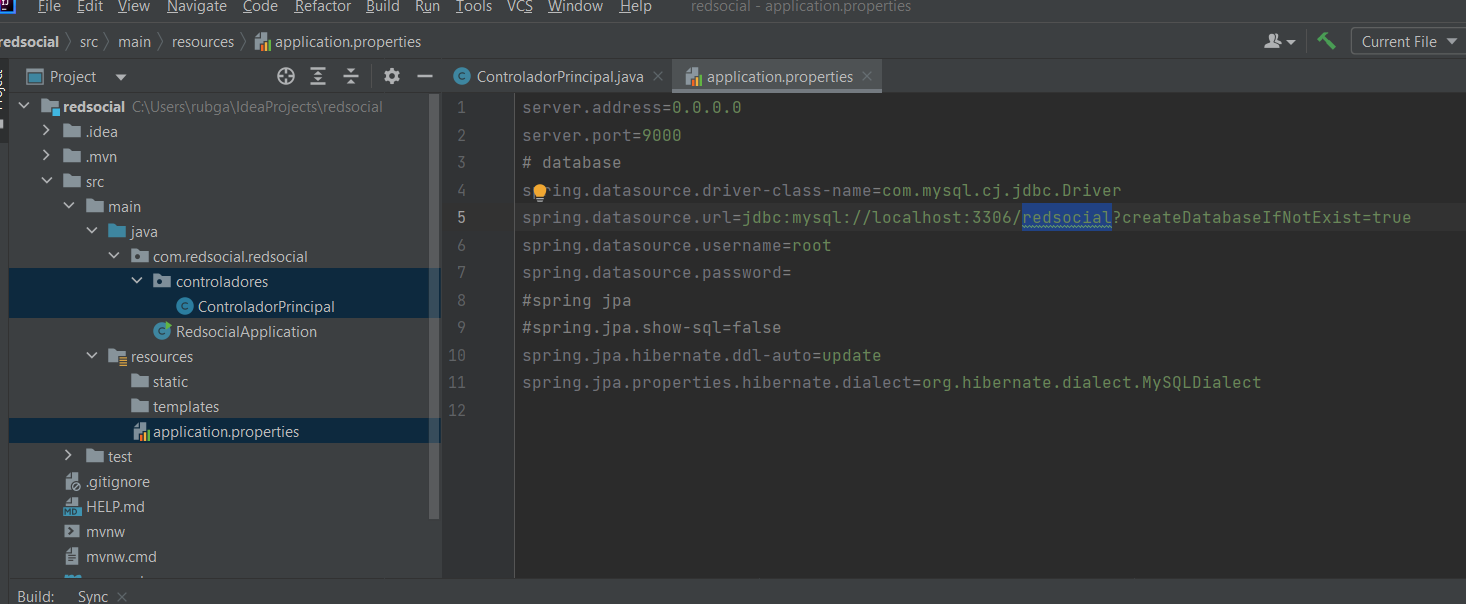 File Edit View Navigate Code Refactor Build Run Tools VCS Window Help redsocial - application.properties
redsocial src main resources application.properties Current File
Project ControladorPrincipal.java application.properties
redsocial C:\Users\rubga\IdeaProjects\redsocial
.idea
.mvn
src
main
java
com.redsocial.redsocial
controladores
ControladorPrincipal
RedsocialApplication
resources
static
templates
application.properties
test
.gitignore
HELP.md
mvnw
mvnw.cmd
1 server.address=0.0.0.0
2 server.port=9000
3 # database
4 spring.datasource.driver-class-name=com.mysql.cj.jdbc.Driver
5 spring.datasource.url=jdbc:mysql://localhost:3306/redsocial?createDatabaseIfNotExist=true
6 spring.datasource.username=root
7 spring.datasource.password=
8 #spring jpa
9 #spring.jpa.show-sql=false
10 spring.jpa.hibernate.ddl-auto=update
11 spring.jpa.properties.hibernate.dialect=org.hibernate.dialect.MySQLDialect
12
Build: Sync